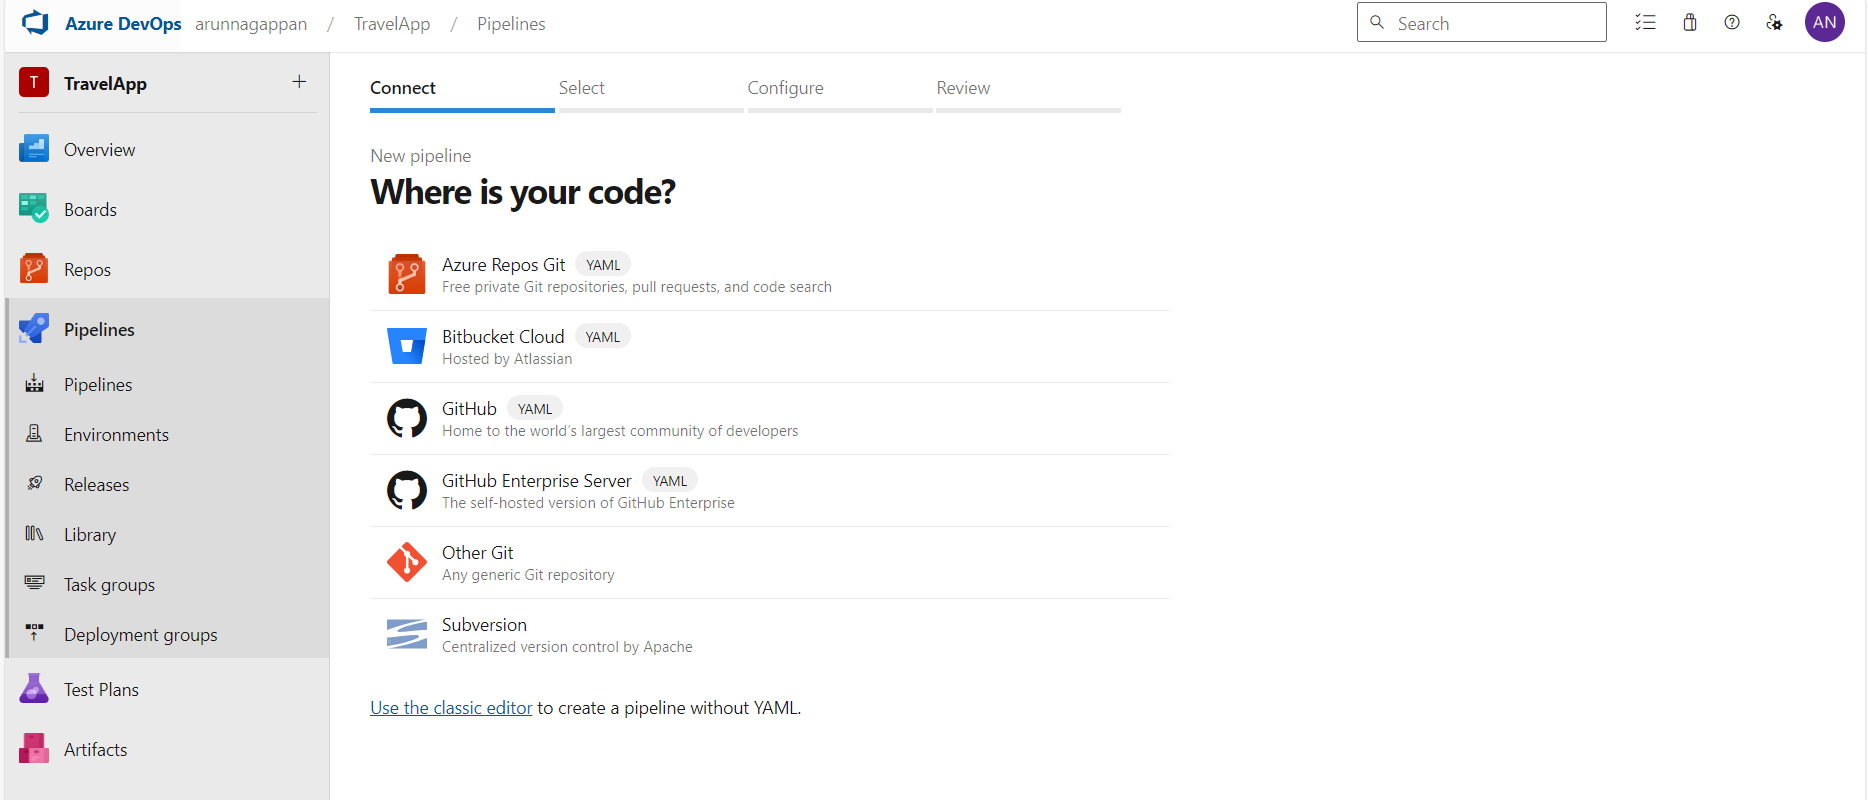 Azure DevOps arunnagappan / TravelApp / Pipelines Search AN
T TravelApp +
Overview
Boards
Repos
Pipelines
Pipelines
Environments
Releases
Library
Task groups
Deployment groups
Test Plans
Artifacts
Connect Select Configure Review
New pipeline
Where is your code?
Azure Repos Git YAML
Free private Git repositories, pull requests, and code search
Bitbucket Cloud YAML
Hosted by Atlassian
GitHub YAML
Home to the world's largest community of developers
GitHub Enterprise Server YAML
The self-hosted version of GitHub Enterprise
Other Git
Any generic Git repository
Subversion
Centralized version control by Apache
Use the classic editor to create a pipeline without YAML.